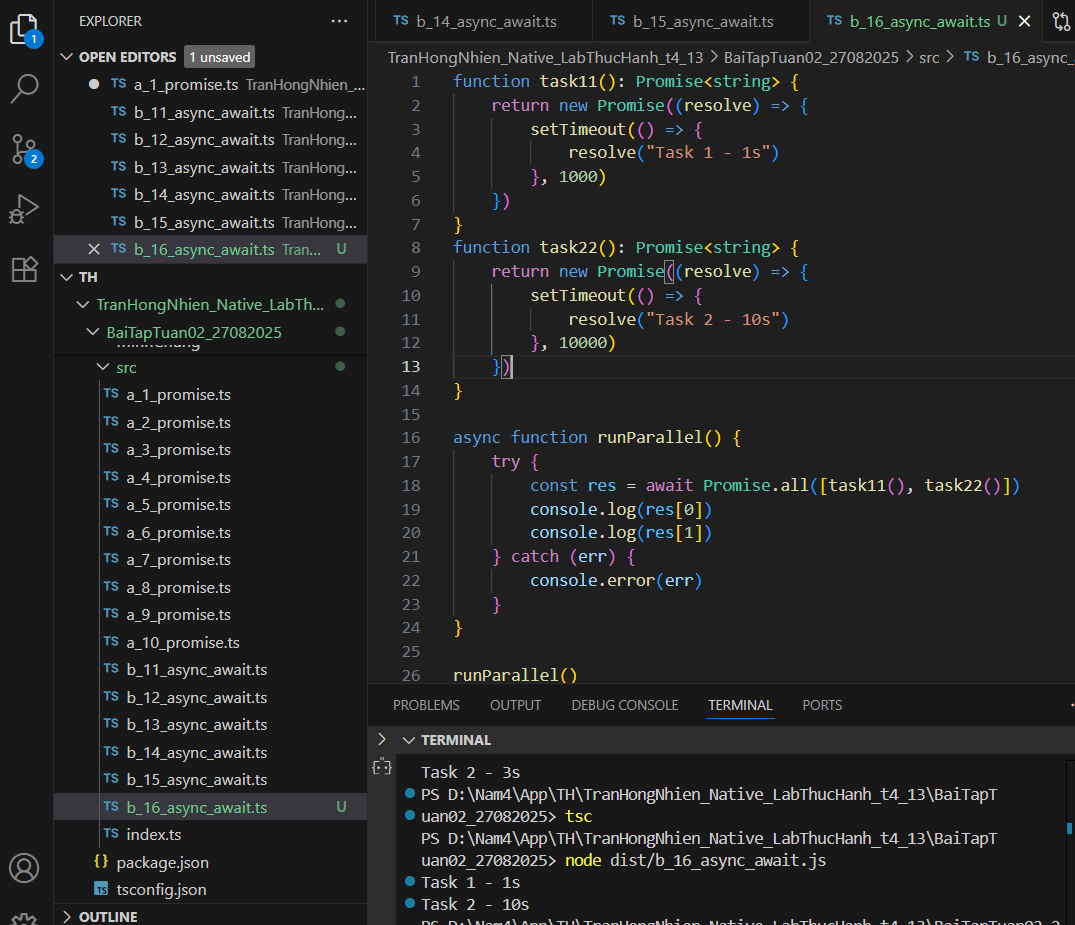 EXPLORER
1
OPEN EDITORS 1 unsaved
TS a_1_promise.ts TranHongNhien_...
TS b_11_async_await.ts TranHong...
TS b_12_async_await.ts TranHong...
TS b_13_async_await.ts TranHong...
2
TS b_14_async_await.ts TranHong...
TS b_15_async_await.ts TranHong...
TS b_16_async_await.ts Tran... U
TH
TranHongNhien_Native_LabTh...
BaiTapTuan02_27082025
src
TS a_1_promise.ts
TS a_2_promise.ts
TS a_3_promise.ts
TS a_4_promise.ts
TS a_5_promise.ts
TS a_6_promise.ts
TS a_7_promise.ts
TS a_8_promise.ts
TS a_9_promise.ts
TS a_10_promise.ts
TS b_11_async_await.ts
TS b_12_async_await.ts
TS b_13_async_await.ts
TS b_14_async_await.ts
TS b_15_async_await.ts
TS b_16_async_await.ts U
TS index.ts
{} package.json
TS tsconfig.json
OUTLINE
TS b_14_async_await.ts TS b_15_async_await.ts TS b_16_async_await.ts U
TranHongNhien_Native_LabThucHanh_t4_13 > BaiTapTuan02_27082025 > src > TS b_16_async_
1 function task11(): Promise<string> {
2 return new Promise((resolve) => {
3 setTimeout(() => {
4 resolve("Task 1 - 1s")
5 }, 1000)
6 })
7 }
8 function task22(): Promise<string> {
9 return new Promise((resolve) => {
10 setTimeout(() => {
11 resolve("Task 2 - 10s")
12 }, 10000)
13 })
14 }
15
16 async function runParallel() {
17 try {
18 const res = await Promise.all([task11(), task22()])
19 console.log(res[0])
20 console.log(res[1])
21 } catch (err) {
22 console.error(err)
23 }
24 }
25
26 runParallel()
PROBLEMS OUTPUT DEBUG CONSOLE TERMINAL PORTS
TERMINAL
Task 2 - 3s
PS D:\Nam4\App\TH\TranHongNhien_Native_LabThucHanh_t4_13\BaiTapT
uan02_27082025> tsc
PS D:\Nam4\App\TH\TranHongNhien_Native_LabThucHanh_t4_13\BaiTapT
uan02_27082025> node dist/b_16_async_await.js
Task 1 - 1s
Task 2 - 10s